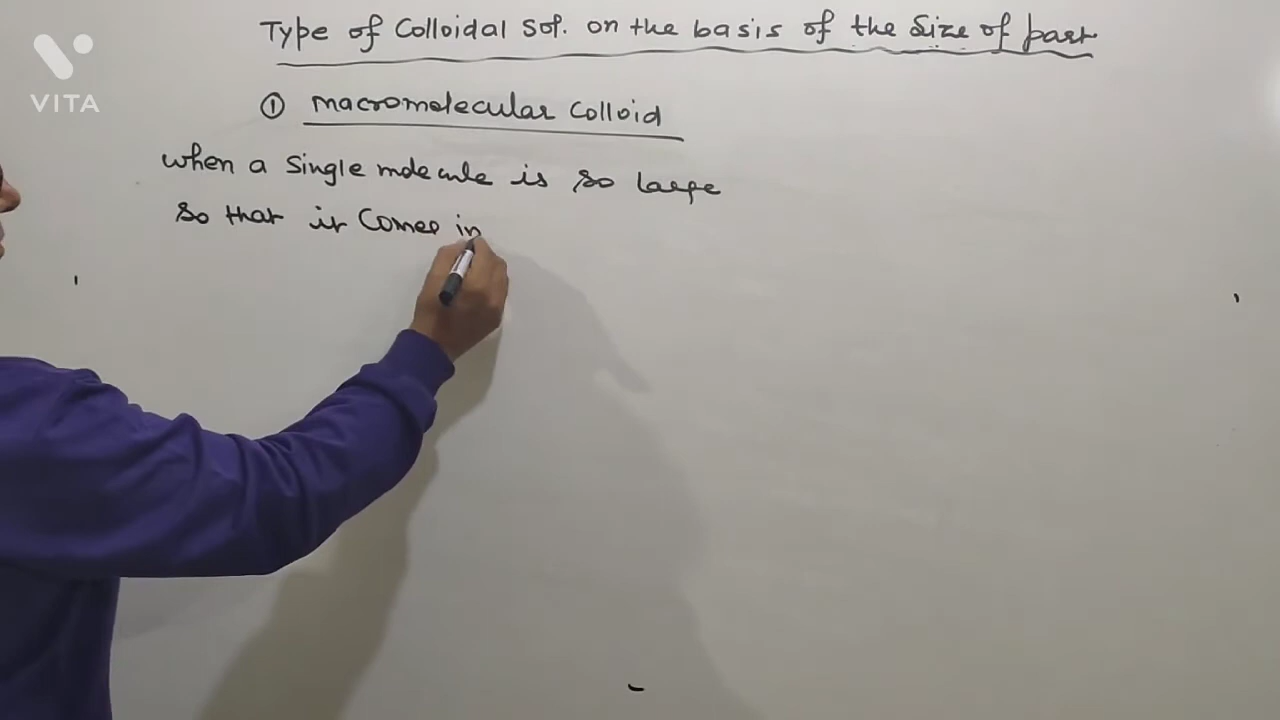 VITA
Type of Colloidal Sol. on the basis of the Size of part
① macromolecular Colloid
when a Single molecule is so large
so that it Comes in